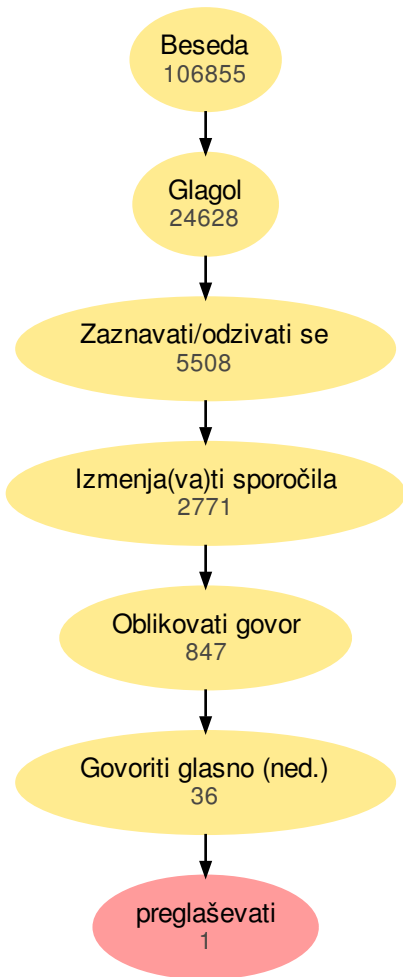 Beseda
106855
Glagol
24628
Zaznavati/odzivati se
5508
Izmenja(va)ti sporočila
2771
Oblikovati govor
847
Govoriti glasno (ned.)
36
preglaševati
1